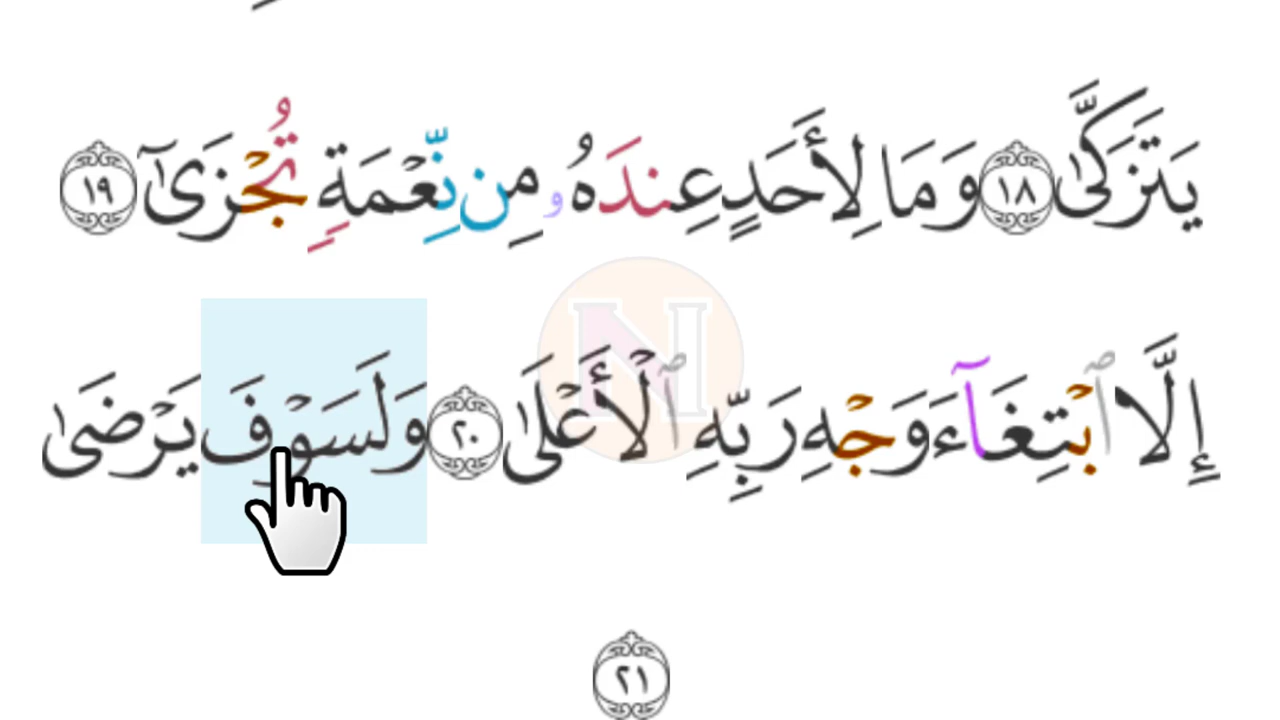 يَتَزَكَّىٰ ١٨ وَمَا لِأَحَدٍ عِندَهُۥ مِن نِّعْمَةٍ تُجْزَىٰٓ ١٩
إِلَّا ٱبْتِغَآءَ وَجْهِ رَبِّهِ ٱلْأَعْلَىٰ ٢٠ وَلَسَوْفَ يَرْضَىٰ
٢١